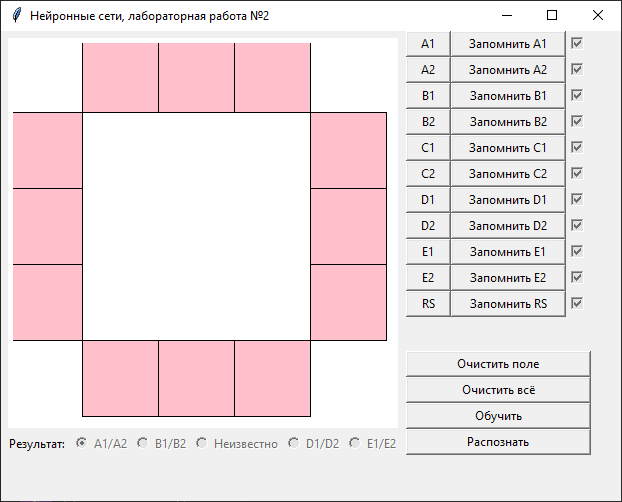 Нейронные сети, лабораторная работа №2
A1 Запомнить A1
A2 Запомнить A2
B1 Запомнить B1
B2 Запомнить B2
C1 Запомнить C1
C2 Запомнить C2
D1 Запомнить D1
D2 Запомнить D2
E1 Запомнить E1
E2 Запомнить E2
RS Запомнить RS
Очистить поле
Очистить всё
Обучить
Распознать
Результат: A1/A2 B1/B2 Неизвестно D1/D2 E1/E2